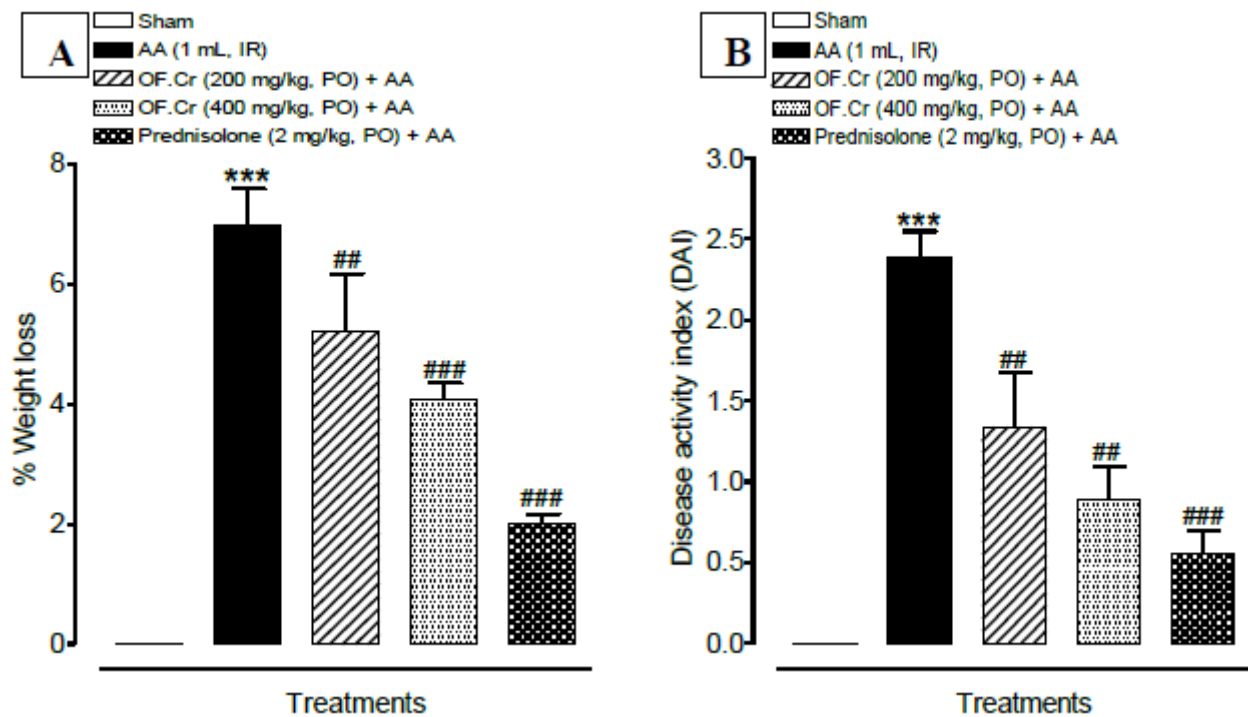 A
Sham
AA (1 mL, IR)
OF.Cr (200 mg/kg, PO) + AA
OF.Cr (400 mg/kg, PO) + AA
Prednisolone (2 mg/kg, PO) + AA
% Weight loss
8
6
4
2
0
***
##
###
###
Treatments
B
Sham
AA (1 mL, IR)
OF.Cr (200 mg/kg, PO) + AA
OF.Cr (400 mg/kg, PO) + AA
Prednisolone (2 mg/kg, PO) + AA
Disease activity index (DAI)
3.0
2.5
2.0
1.5
1.0
0.5
0.0
***
##
##
###
Treatments